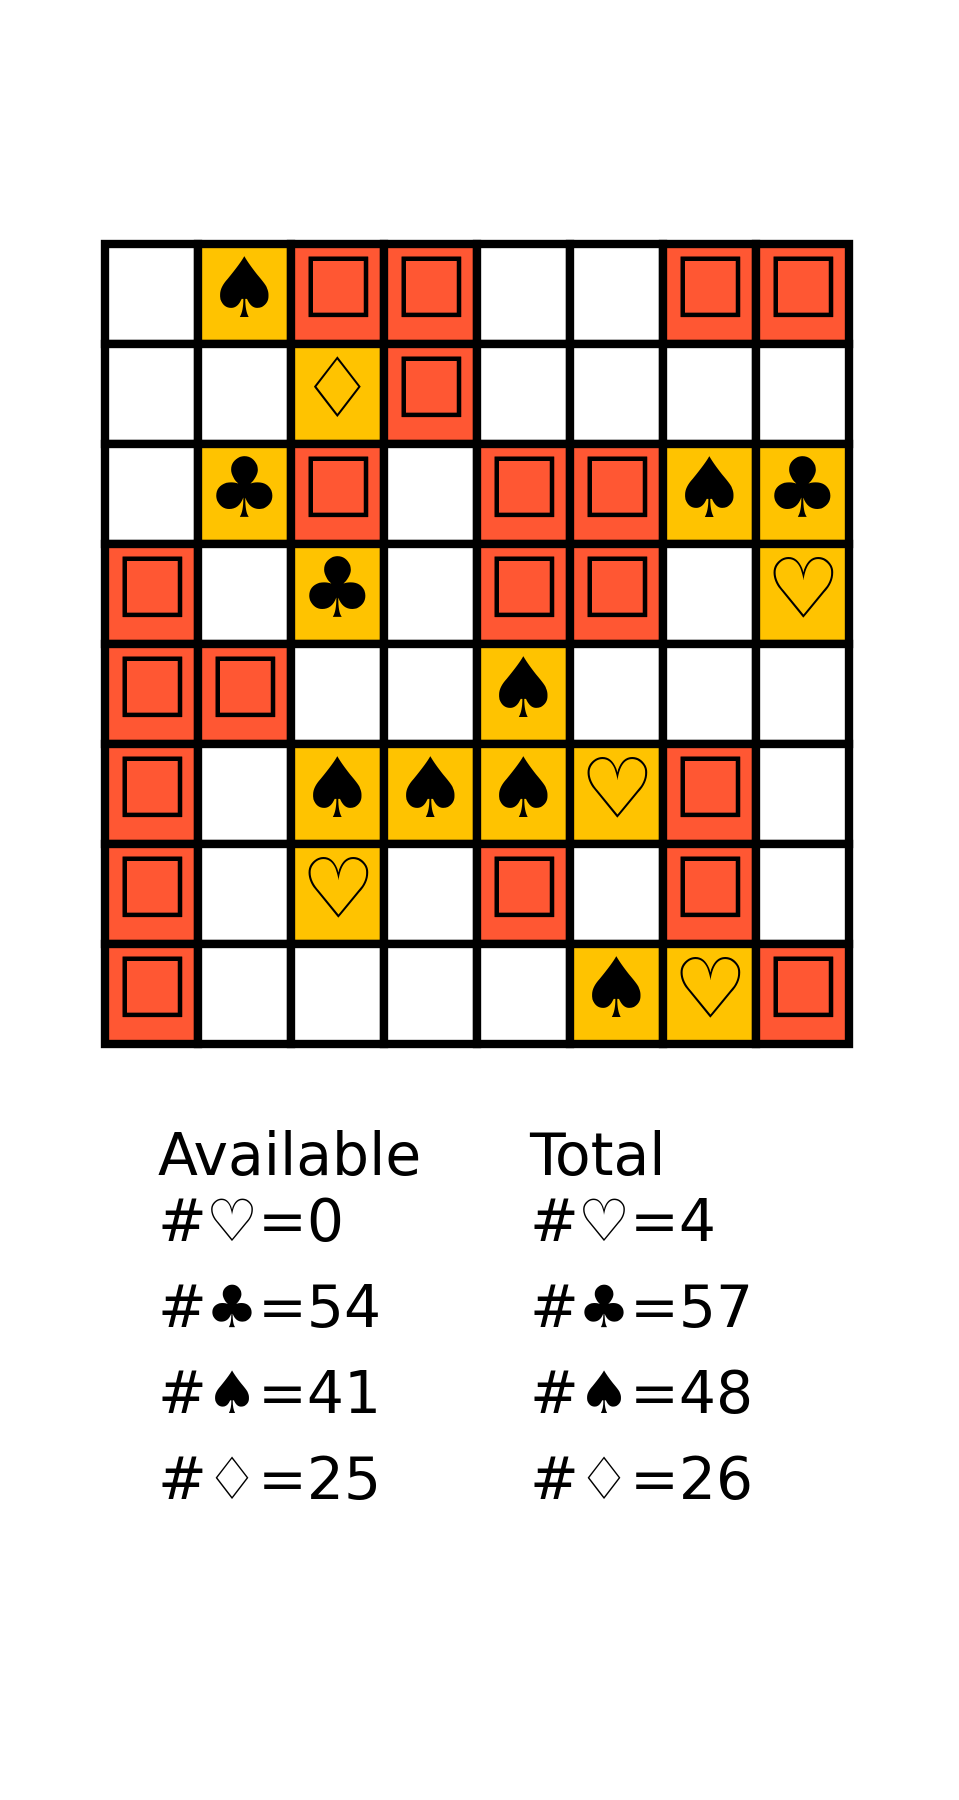 ♠ □ □ □ □
♢ □
♣ □ □ □ ♠ ♣
□ ♣ □ □ ♡
□ □ ♠
□ ♠ ♠ ♠ ♡ □
□ ♡ □ □
□ ♠ ♡ □
Available Total
#♡=0 #♡=4
#♣=54 #♣=57
#♠=41 #♠=48
#♢=25 #♢=26